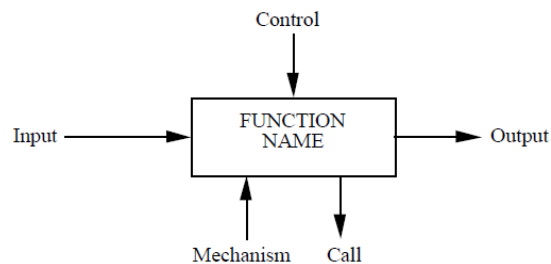 Control
FUNCTION
NAME
Input
Output
Mechanism
Call